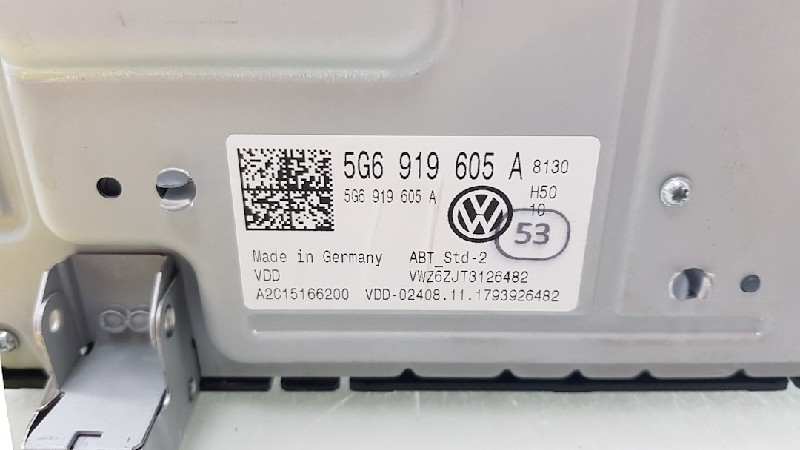 5G6 919 605 A 8130
5G6 919 605 A H50
VW 10
53
Made in Germany ABT_Std-2
VDD VWZ6ZJT3126482
A2C15166200 VDD-02408.11.1793926482